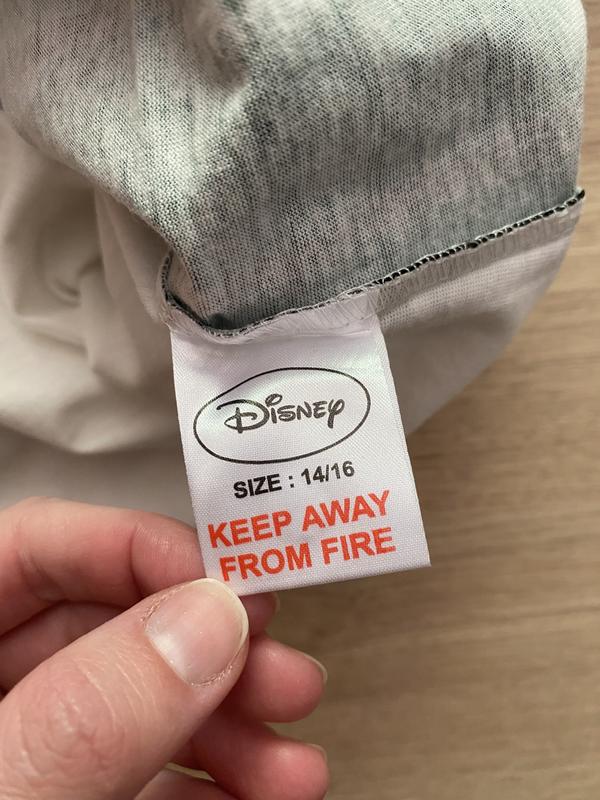 Disney
SIZE : 14/16
KEEP AWAY
FROM FIRE